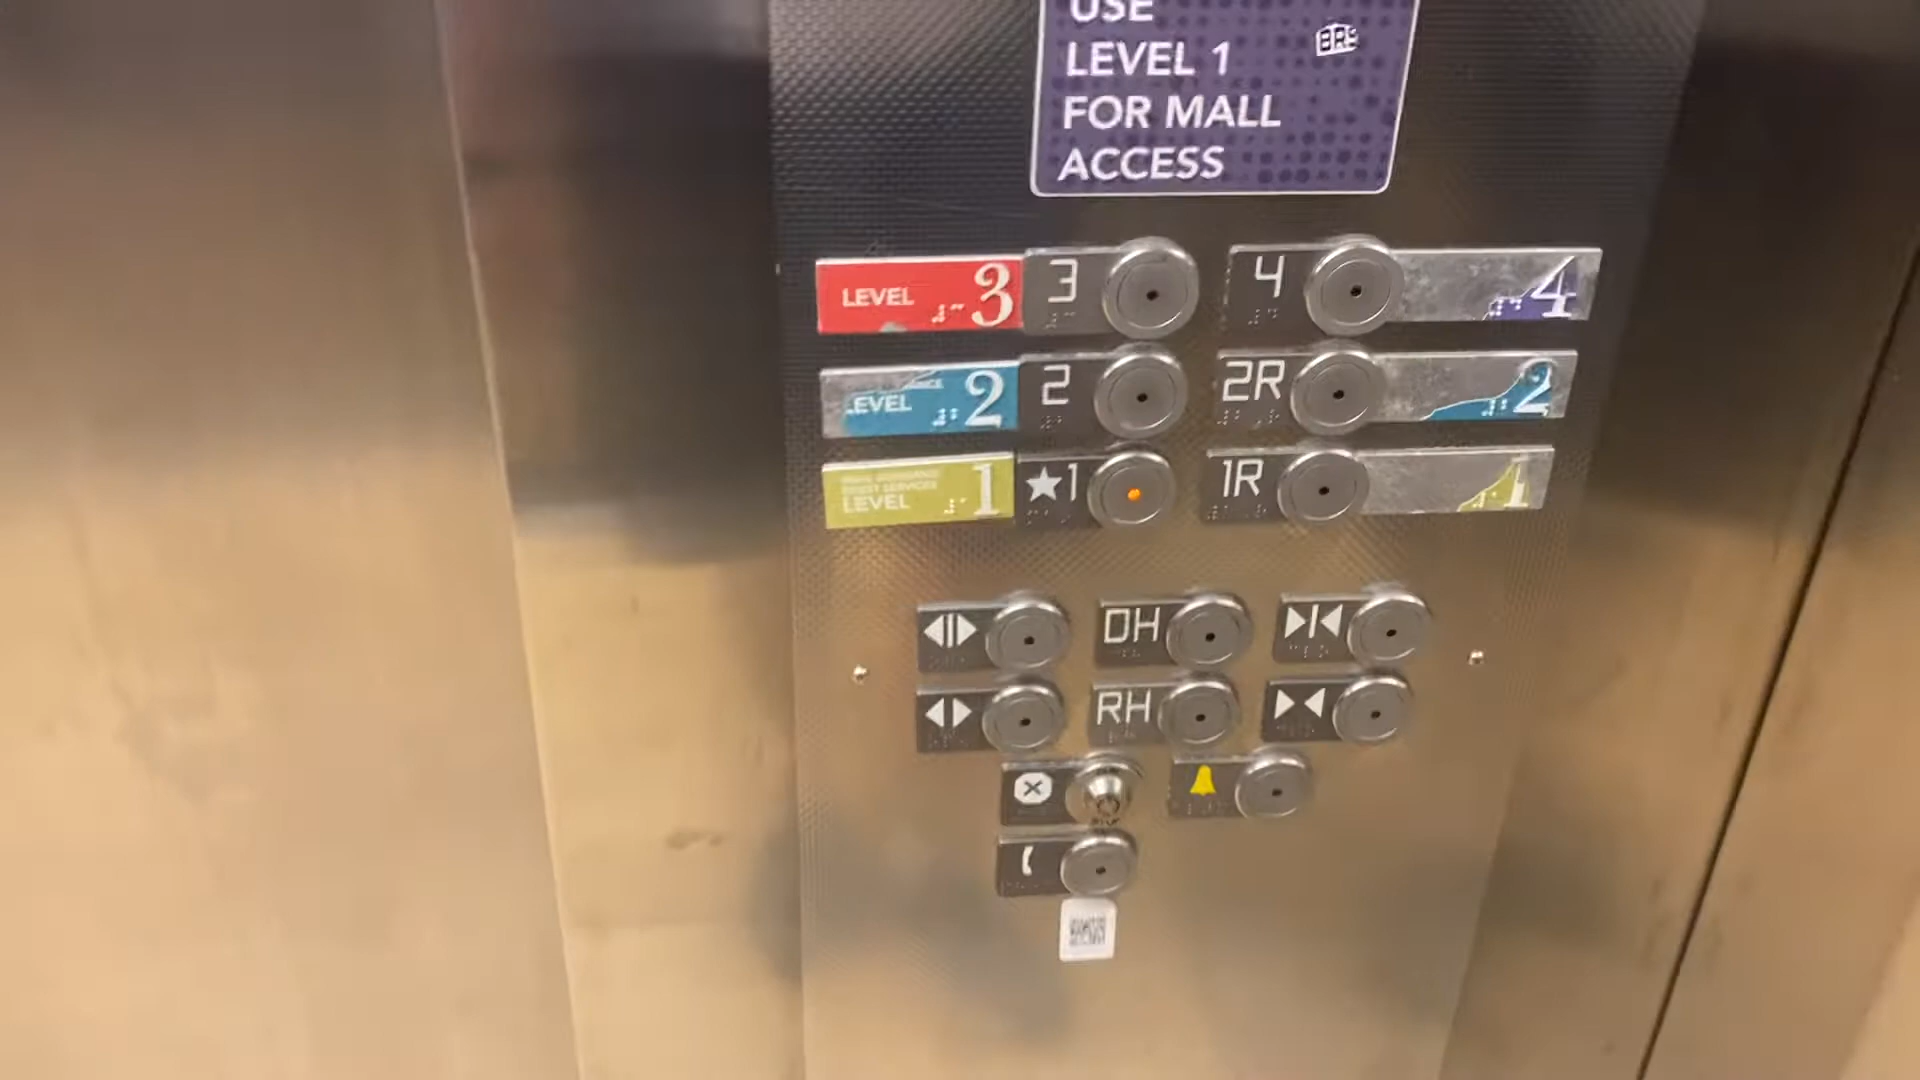 USE
LEVEL 1
FOR MALL
ACCESS
LEVEL 3
3
4
4
LEVEL 2
2
2R
2
LEVEL 1
★1
1R
1
DH
RH